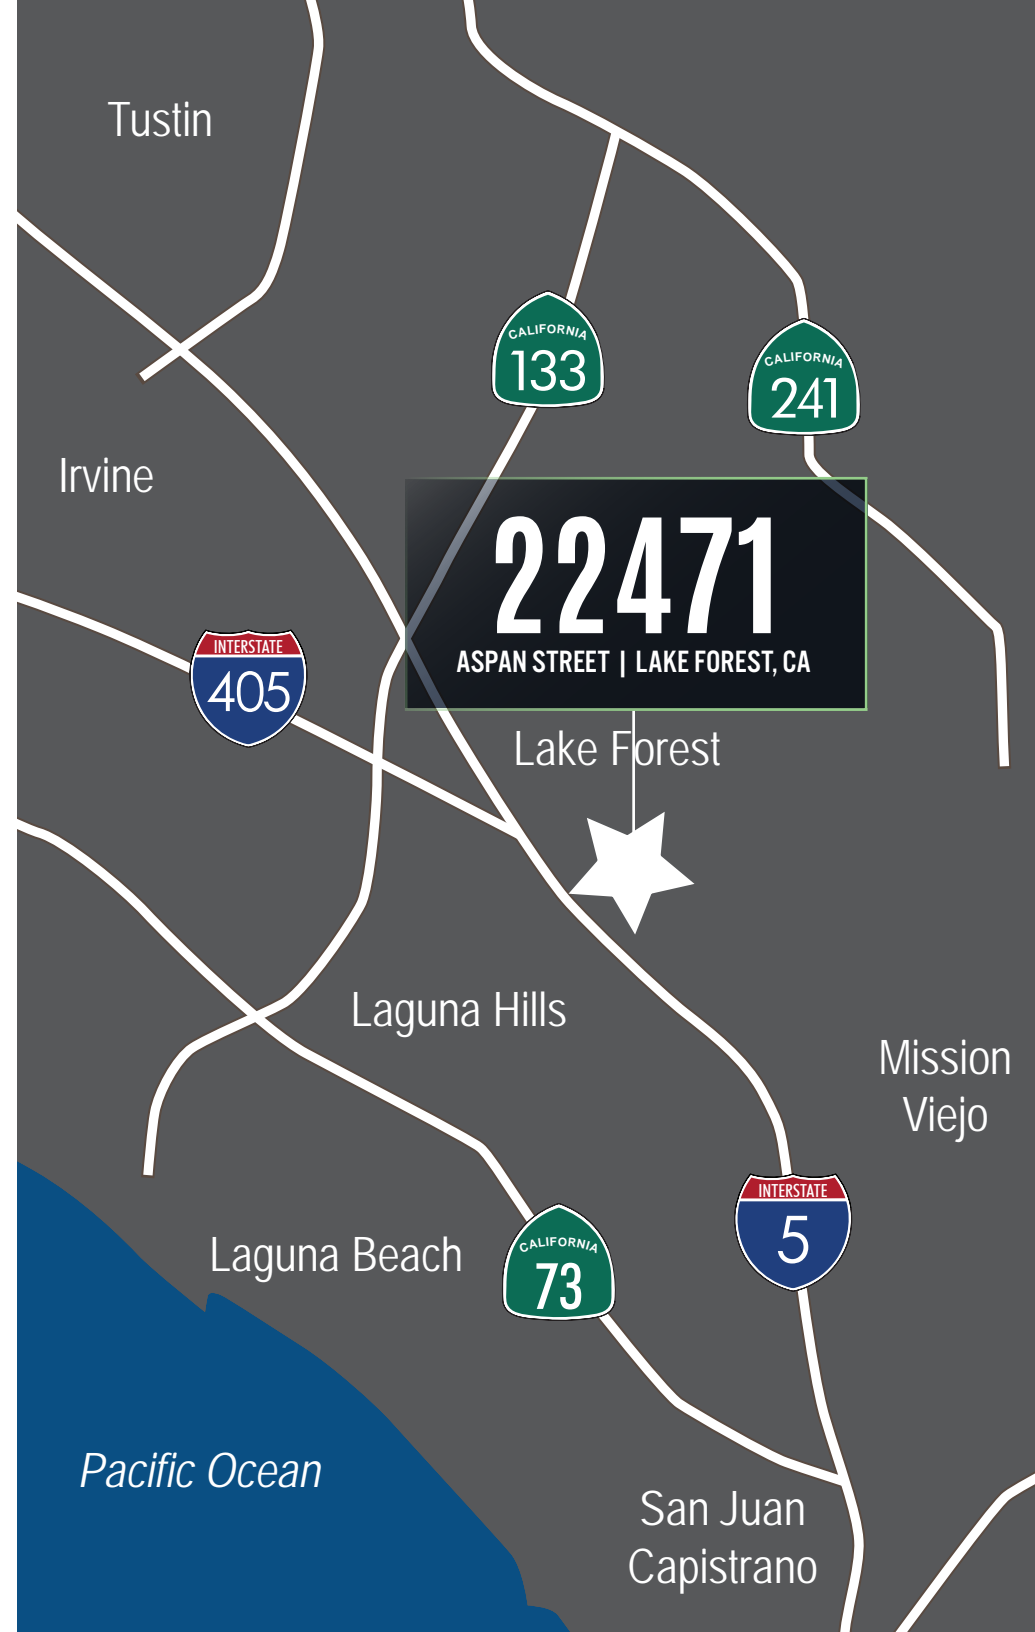 Tustin
CALIFORNIA
133
CALIFORNIA
241
Irvine
22471
ASPAN STREET | LAKE FOREST, CA
INTERSTATE
405
Lake Forest
Laguna Hills
Mission
Viejo
INTERSTATE
5
Laguna Beach
CALIFORNIA
73
Pacific Ocean
San Juan
Capistrano